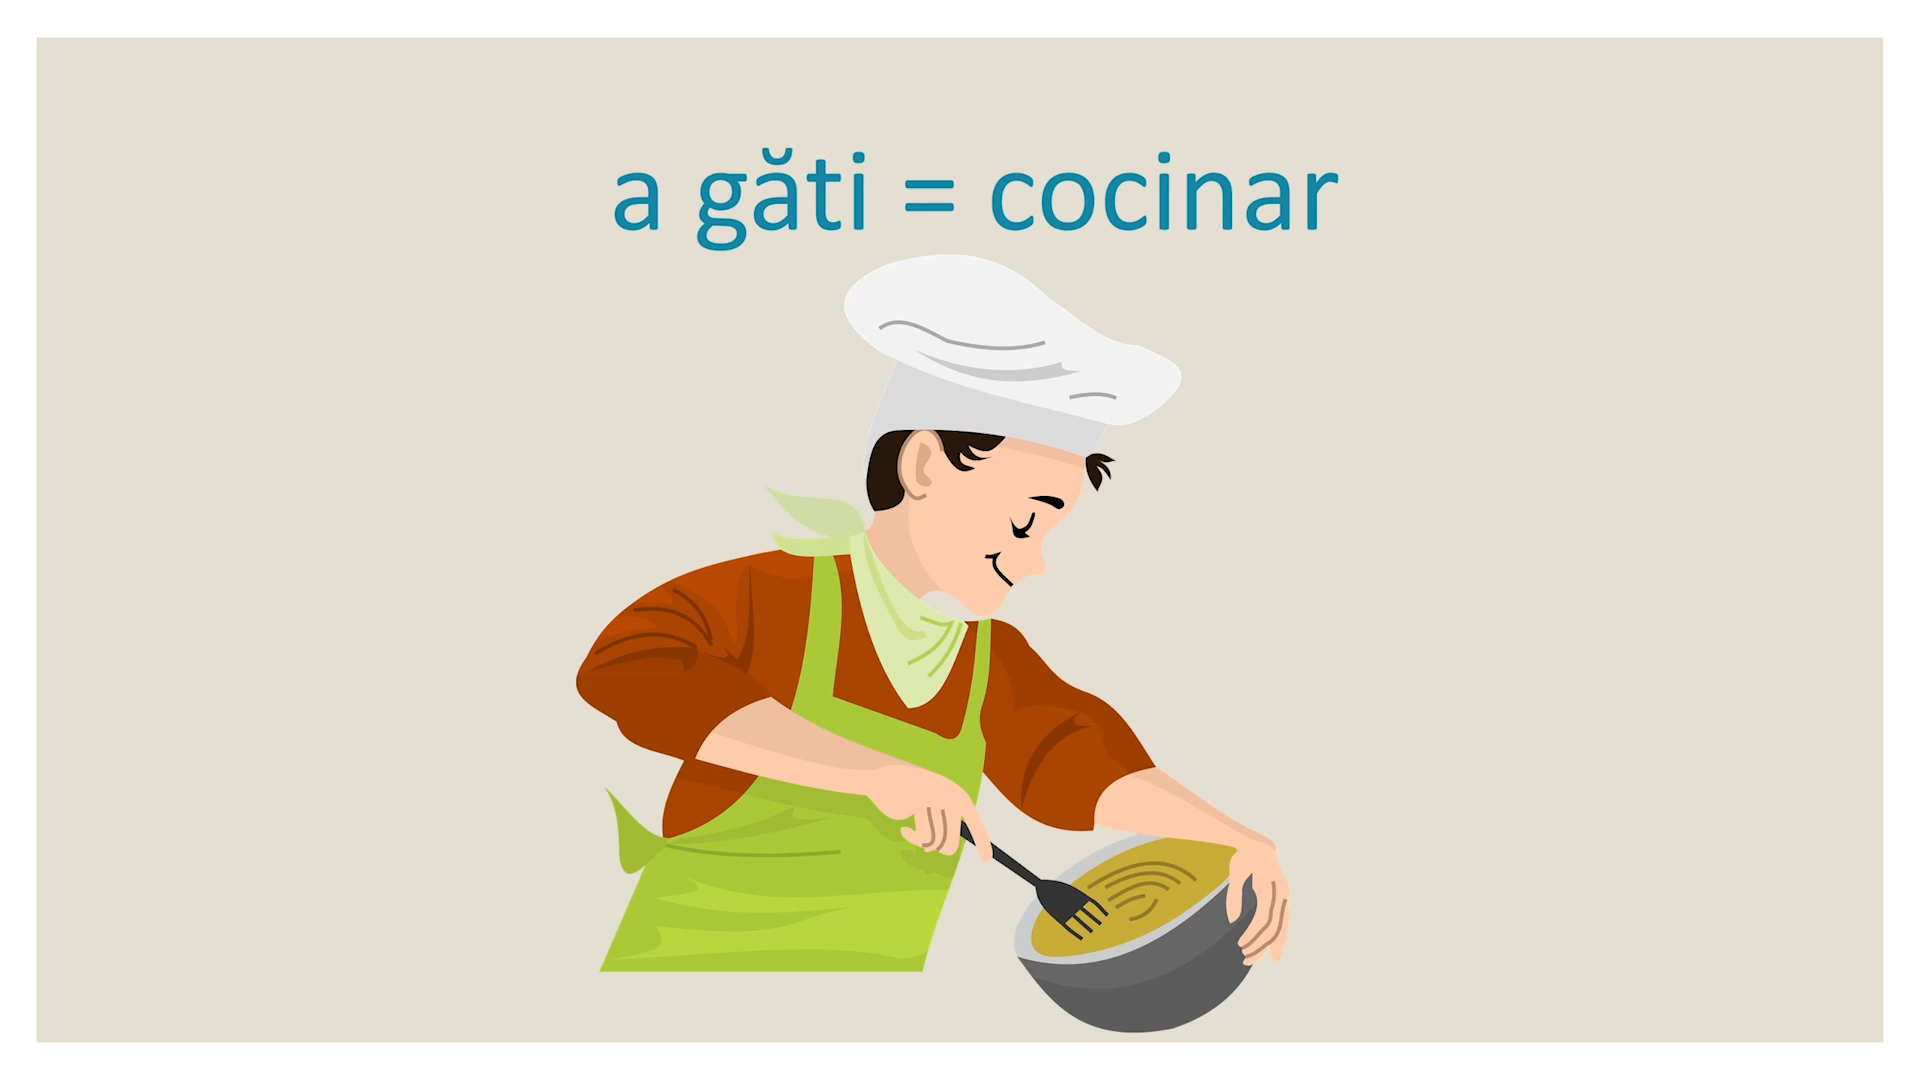 a găti = cocinar